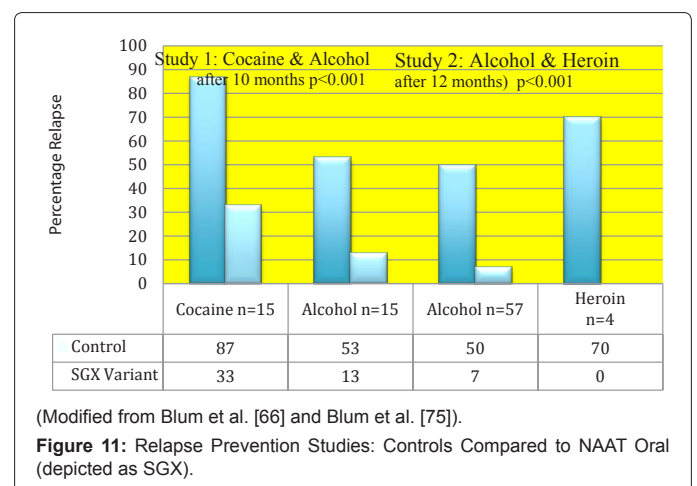 Study 1: Cocaine & Alcohol
after 10 months p<0.001
Study 2: Alcohol & Heroin
after 12 months) p<0.001
Percentage Relapse
100
90
80
70
60
50
40
30
20
10
0
Cocaine n=15 Alcohol n=15 Alcohol n=57 Heroin
n=4
Control 87 53 50 70
SGX Variant 33 13 7 0
(Modified from Blum et al. [66] and Blum et al. [75]).
Figure 11: Relapse Prevention Studies: Controls Compared to NAAT Oral
(depicted as SGX).